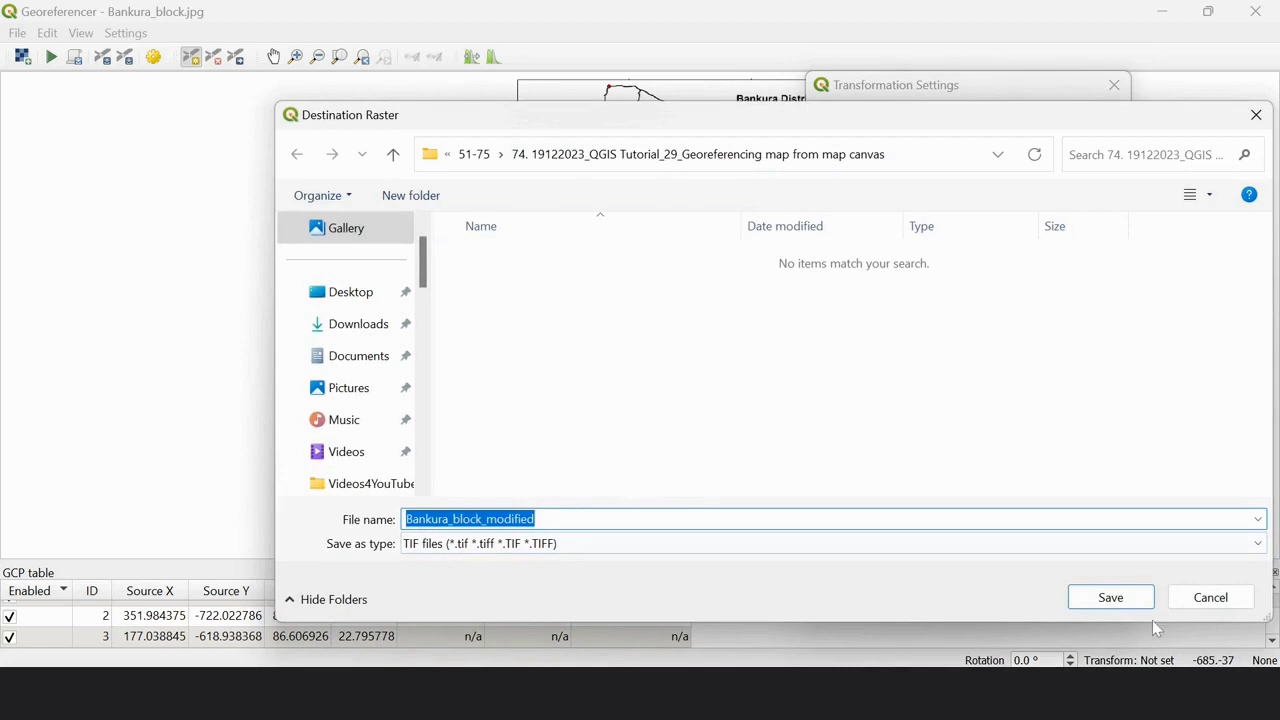 Georeferencer - Bankura_block.jpg
File Edit View Settings
Transformation Settings
Bankura Distr
Destination Raster
« 51-75 > 74. 19122023_QGIS Tutorial_29_Georeferencing map from map canvas
Search 74. 19122023_QGIS ...
Organize New folder
Gallery
Name Date modified Type Size
No items match your search.
Desktop
Downloads
Documents
Pictures
Music
Videos
Videos4YouTube
File name: Bankura_block_modified
Save as type: TIF files (*.tif *.tiff *.TIF *.TIFF)
Hide Folders Save Cancel
GCP table
Enabled ID Source X Source Y
2 351.984375 -722.022786
3 177.038845 -618.938368 86.606926 22.795778 n/a n/a n/a
Rotation 0.0 ° Transform: Not set -685.-37 None